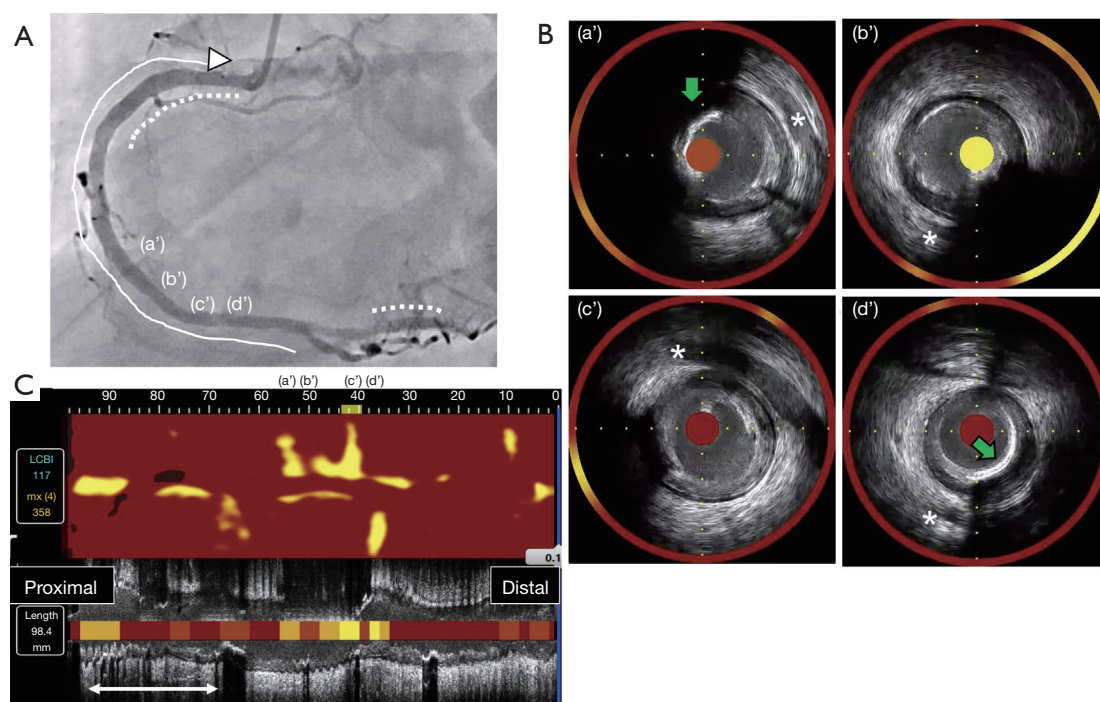 A
(a’)
(b’)
(c’) (d’)
B
(a’)
*
(b’)
*
(c’)
*
(d’)
*
C
(a’) (b’) (c’) (d’)
90 80 70 60 50 40 30 20 10 0
LCBI
117
mx (4)
358
0.1
Proximal
Distal
Length
98.4
mm